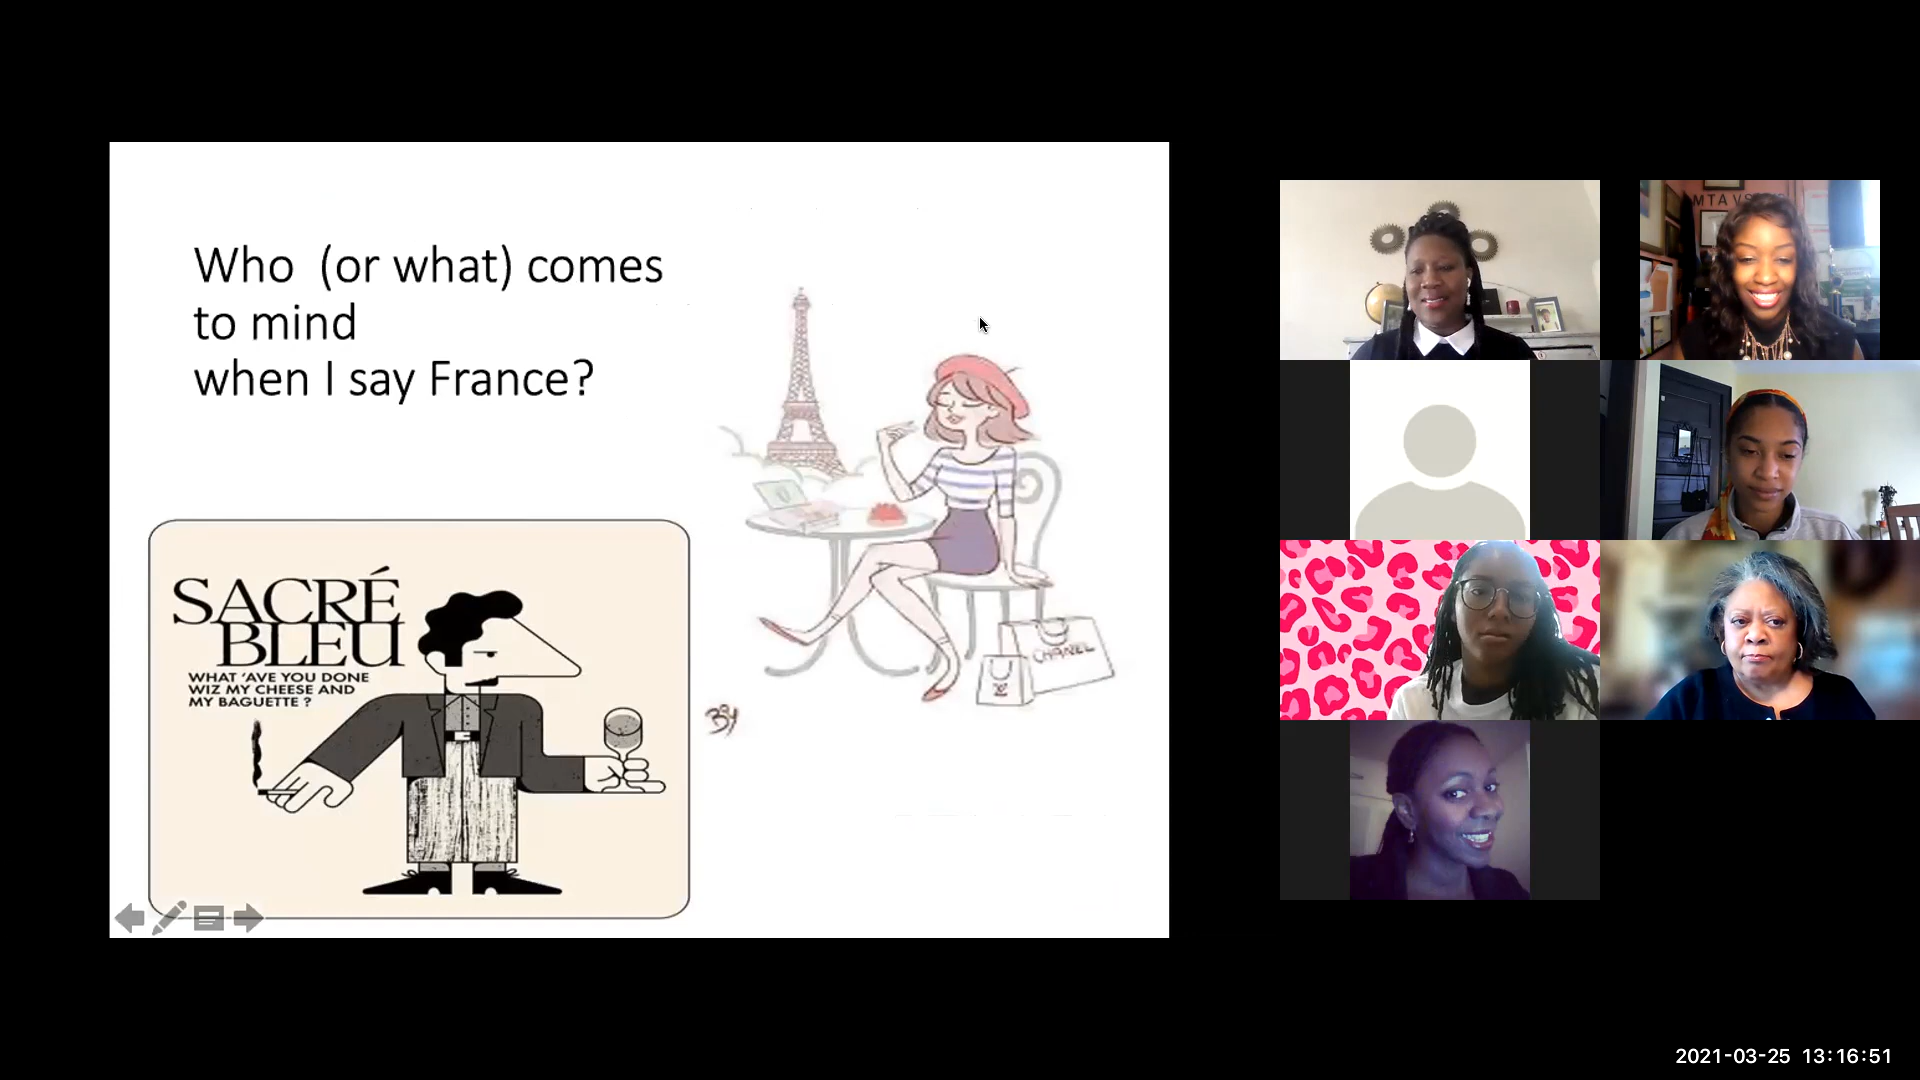 Who (or what) comes
to mind
when I say France?
SACRÉ
BLEU
WHAT 'AVE YOU DONE
WIZ MY CHEESE AND
MY BAGUETTE ?
CHANEL
2021-03-25 13:16:51